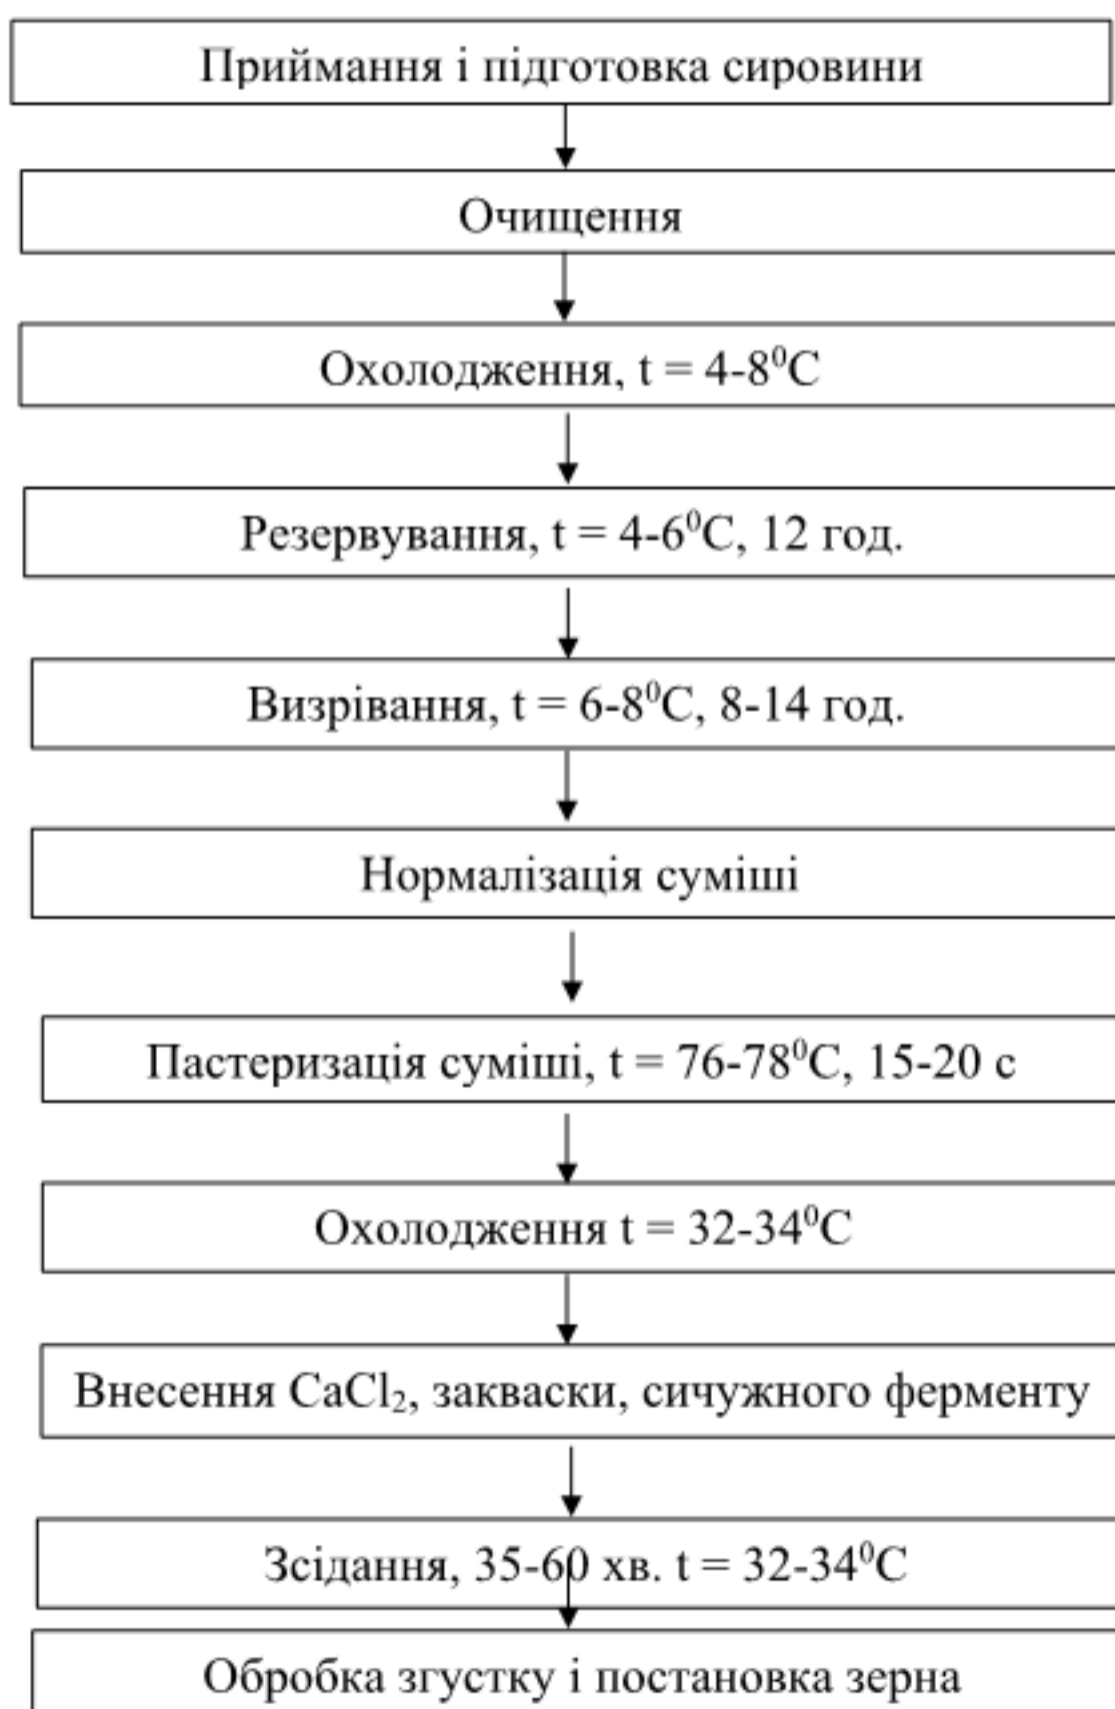 Приймання і підготовка сировини
Очищення
Охолодження, t = 4-8⁰С
Резервування, t = 4-6⁰С, 12 год.
Визрівання, t = 6-8⁰С, 8-14 год.
Нормалізація суміші
Пастеризація суміші, t = 76-78⁰С, 15-20 с
Охолодження t = 32-34⁰С
Внесення CaCl₂, закваски, сичужного ферменту
Зсідання, 35-60 хв. t = 32-34⁰С
Обробка згустку і постановка зерна